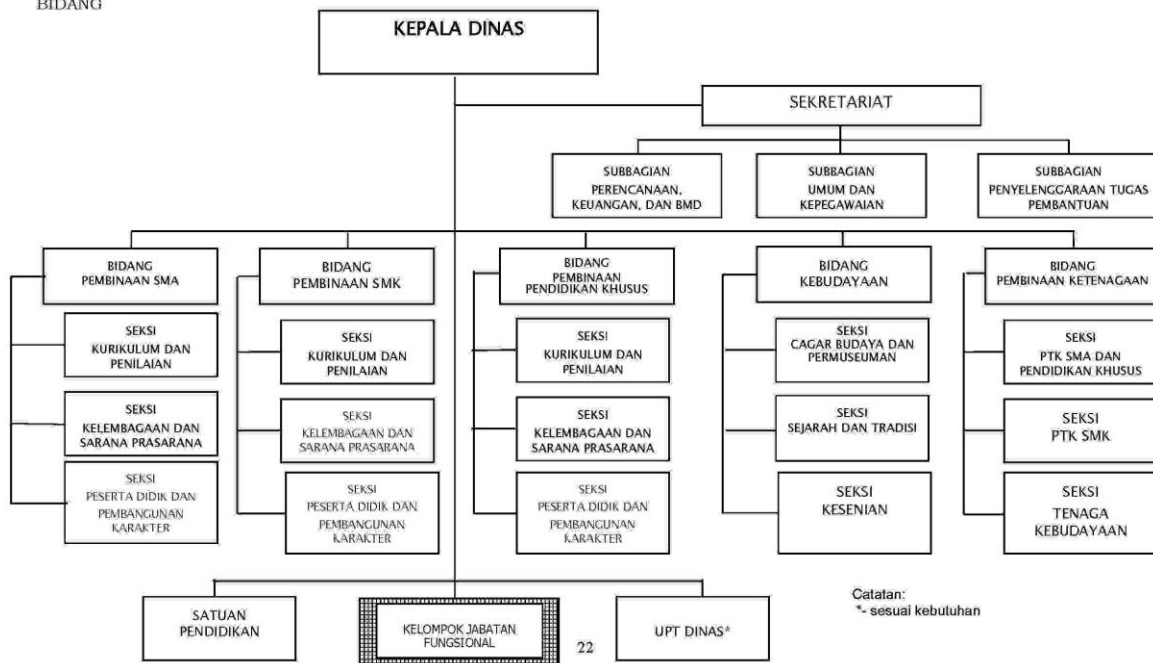 BIDANG
KEPALA DINAS
SEKRETARIAT
SUBBAGIAN
PERENCANAAN,
KEUANGAN, DAN BMD
SUBBAGIAN
UMUM DAN
KEPEGAWAIAN
SUBBAGIAN
PENYELENGGARAAN TUGAS
PEMBANTUAN
BIDANG
PEMBINAAN SMA
SEKSI
KURIKULUM DAN
PENILAIAN
SEKSI
KELEMBAGAAN DAN
SARANA PRASARANA
SEKSI
PESERTA DIDIK DAN
PEMBANGUNAN
KARAKTER
BIDANG
PEMBINAAN SMK
SEKSI
KURIKULUM DAN
PENILAIAN
SEKSI
KELEMBAGAAN DAN
SARANA PRASARANA
SEKSI
PESERTA DIDIK DAN
PEMBANGUNAN
KARAKTER
BIDANG
PEMBINAAN
PENDIDIKAN KHUSUS
SEKSI
KURIKULUM DAN
PENILAIAN
SEKSI
KELEMBAGAAN DAN
SARANA PRASARANA
SEKSI
PESERTA DIDIK DAN
PEMBANGUNAN
KARAKTER
BIDANG
KEBUDAYAAN
SEKSI
CAGAR BUDAYA DAN
PERMUSEUMAN
SEKSI
SEJARAH DAN TRADISI
SEKSI
KESENIAN
BIDANG
PEMBINAAN KETENAGAAN
SEKSI
PTK SMA DAN
PENDIDIKAN KHUSUS
SEKSI
PTK SMK
SEKSI
TENAGA
KEBUDAYAAN
SATUAN
PENDIDIKAN
KELOMPOK JABATAN
FUNGSIONAL
22
UPT DINAS*
Catatan:
*- sesuai kebutuhan